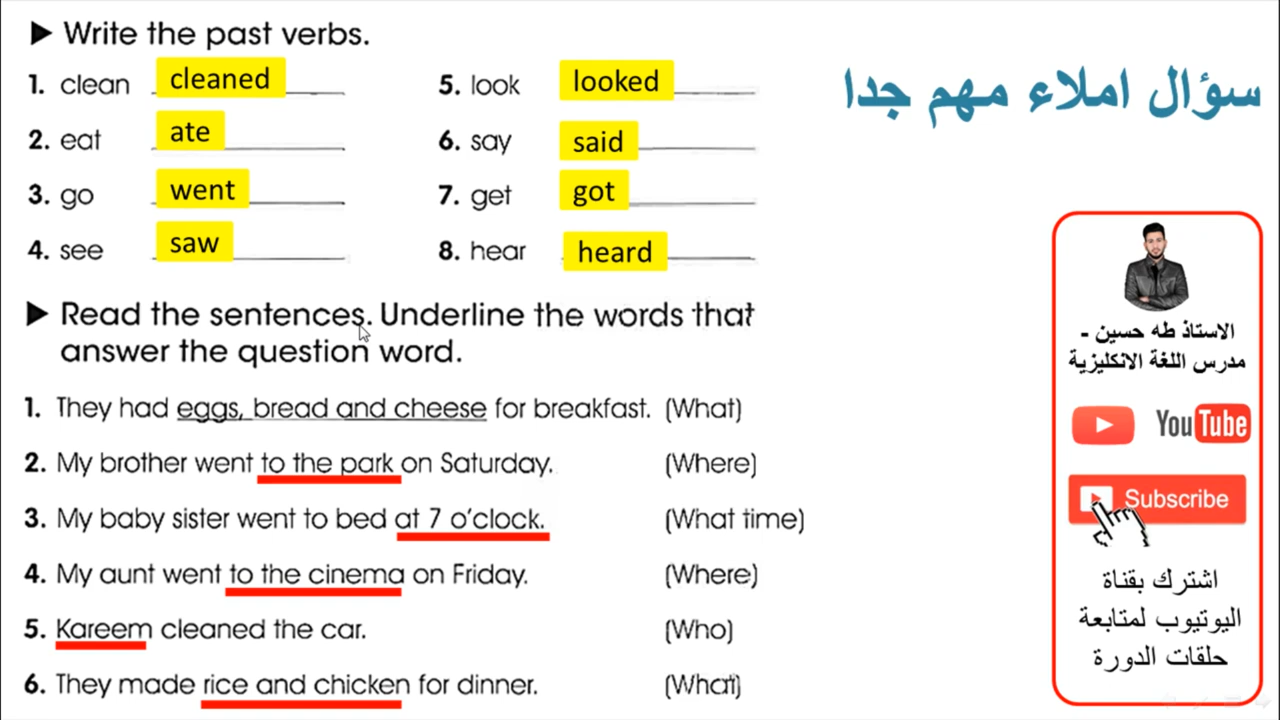 ► Write the past verbs.
1. clean cleaned
2. eat ate
3. go went
4. see saw
5. look looked
6. say said
7. get got
8. hear heard
سؤال املاء مهم جدا
► Read the sentences. Underline the words that
answer the question word.
1. They had eggs, bread and cheese for breakfast. (What)
2. My brother went to the park on Saturday. (Where)
3. My baby sister went to bed at 7 o'clock. (What time)
4. My aunt went to the cinema on Friday. (Where)
5. Kareem cleaned the car. (Who)
6. They made rice and chicken for dinner. (What)
الاستاذ طه حسين -
مدرس اللغة الانكليزية
YouTube
Subscribe
اشترك بقناة
اليوتيوب لمتابعة
حلقات الدورة